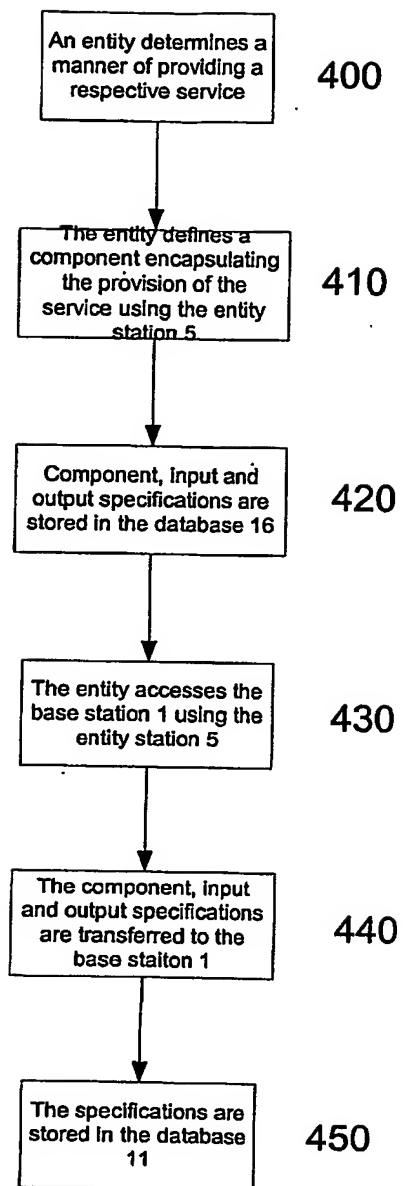 An entity determines a
manner of providing a
respective service
400
The entity defines a
component encapsulating
the provision of the
service using the entity
station 5
410
Component, input and
output specifications are
stored in the database 16
420
The entity accesses the
base station 1 using the
entity station 5
430
The component, input
and output specifications
are transferred to the
base staiton 1
440
The specifications are
stored in the database
11
450